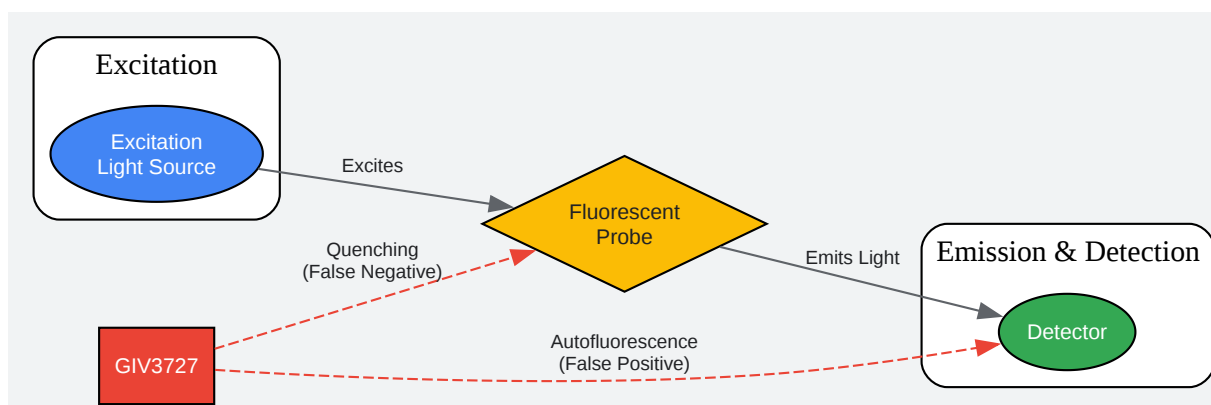 Excitation
Excitation
Light Source
Excites
Fluorescent
Probe
Quenching
(False Negative)
Emits Light
Emission & Detection
Detector
GIV3727
Autofluorescence
(False Positive)